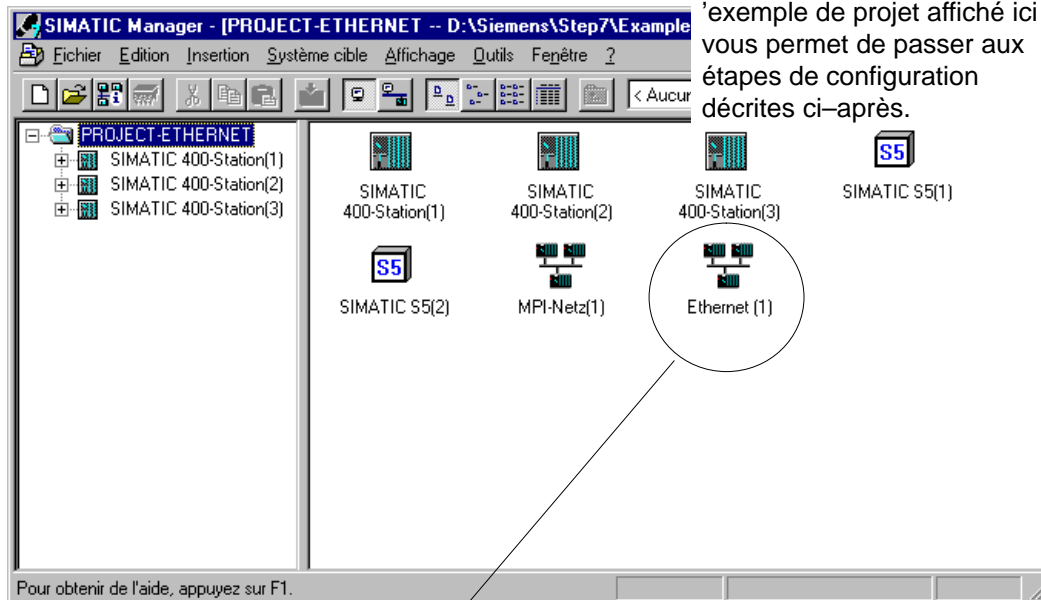 SIMATIC Manager - [PROJECT-ETHERNET -- D:\Siemens\Step7\Example
'exemple de projet affiché ici
vous permet de passer aux
étapes de configuration
décrites ci–après.
Fichier Edition Insertion Système cible Affichage Outils Fenêtre ?
< Aucur
PROJECT-ETHERNET
SIMATIC 400-Station(1)
SIMATIC 400-Station(2)
SIMATIC 400-Station(3)
S5
SIMATIC
400-Station(1)
SIMATIC
400-Station(2)
SIMATIC
400-Station(3)
SIMATIC S5(1)
S5
SIMATIC S5(2)
MPI-Netz(1)
Ethernet (1)
Pour obtenir de l'aide, appuyez sur F1.